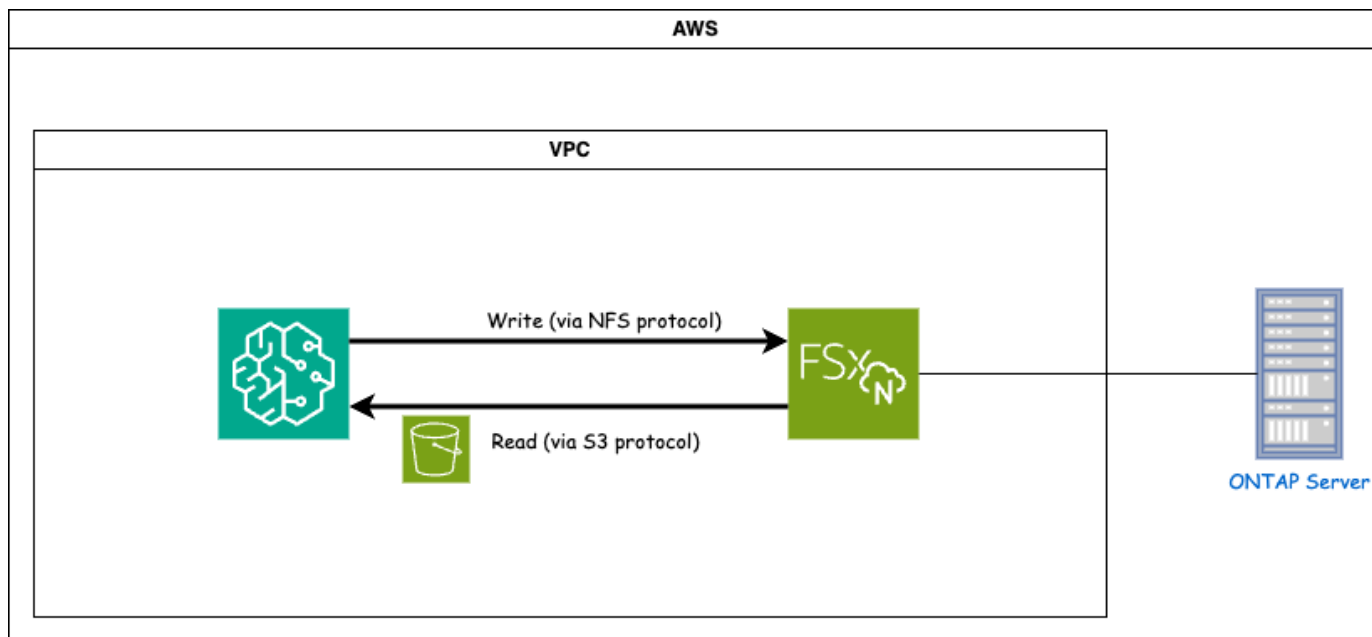 AWS
VPC
Write (via NFS protocol)
FSx
N
Read (via S3 protocol)
ONTAP Server